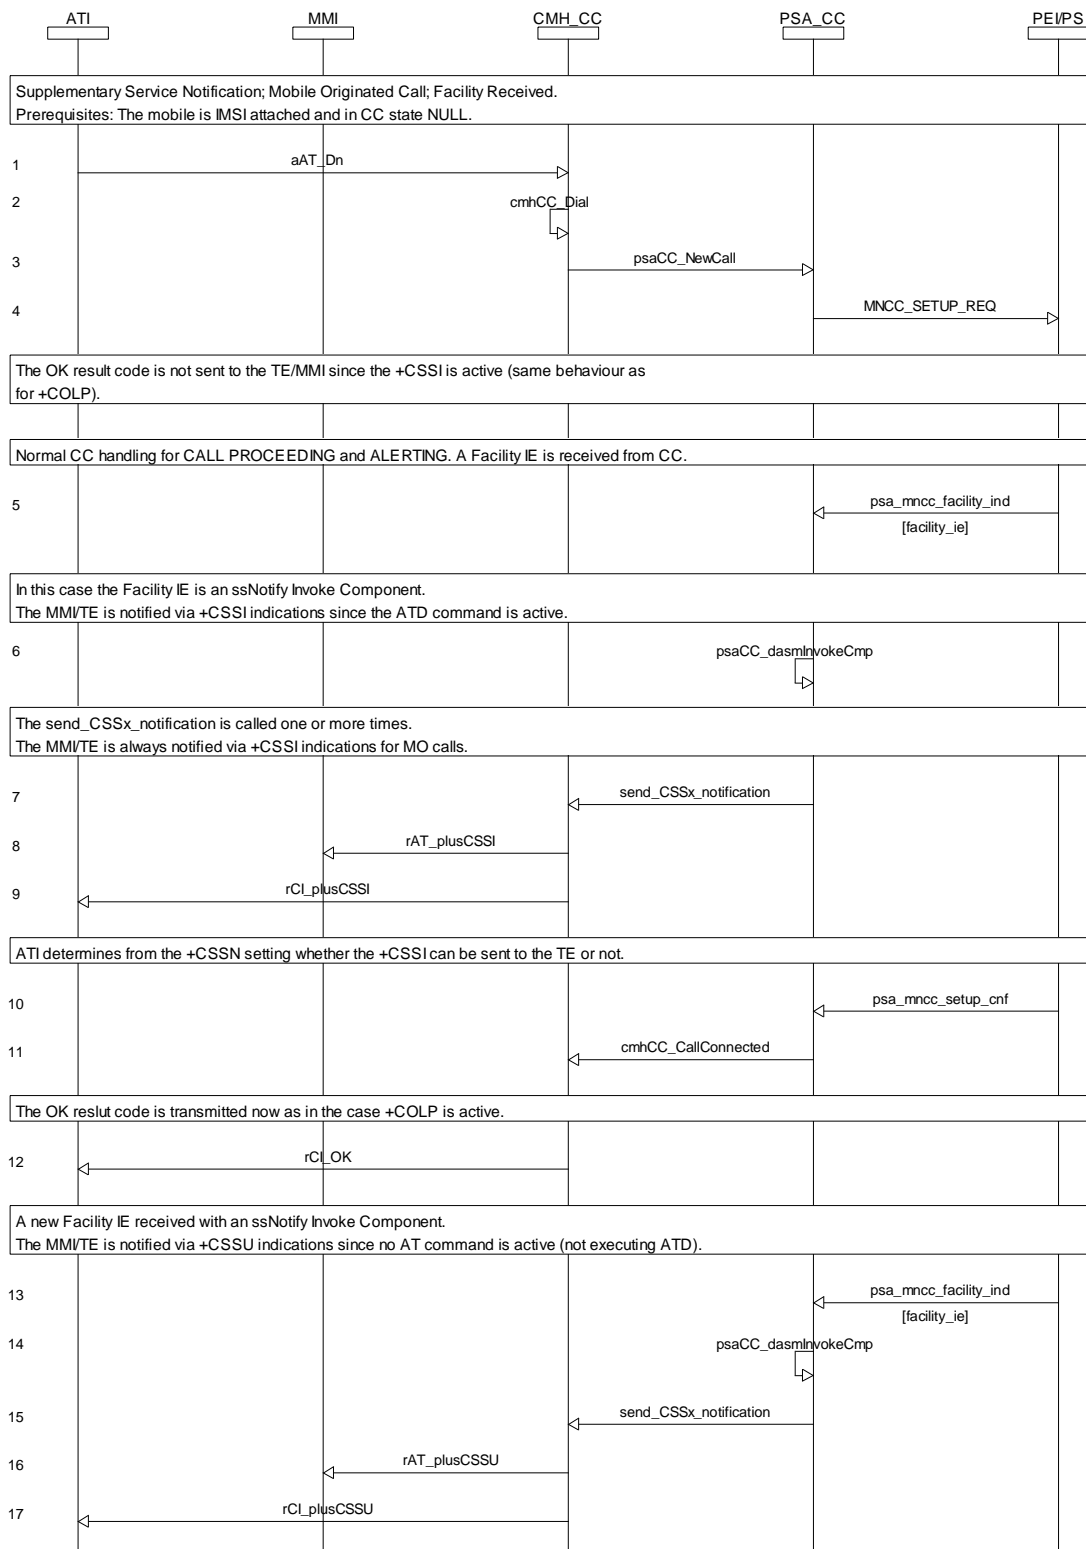 ATI MMI CMH_CC PSA_CC PEI/PS
Supplementary Service Notification; Mobile Originated Call; Facility Received.
Prerequisites: The mobile is IMSI attached and in CC state NULL.
1 aAT_Dn
2 cmhCC_Dial
3 psaCC_NewCall
4 MNCC_SETUP_REQ
The OK result code is not sent to the TE/MMI since the +CSSI is active (same behaviour as
for +COLP).
Normal CC handling for CALL PROCEEDING and ALERTING. A Facility IE is received from CC.
5 psa_mncc_facility_ind
[facility_ie]
In this case the Facility IE is an ssNotify Invoke Component.
The MMI/TE is notified via +CSSI indications since the ATD command is active.
6 psaCC_dasmInvokeCmp
The send_CSSx_notification is called one or more times.
The MMI/TE is always notified via +CSSI indications for MO calls.
7 send_CSSx_notification
8 rAT_plusCSSI
9 rCI_plusCSSI
ATI determines from the +CSSN setting whether the +CSSI can be sent to the TE or not.
10 psa_mncc_setup_cnf
11 cmhCC_CallConnected
The OK reslut code is transmitted now as in the case +COLP is active.
12 rCI_OK
A new Facility IE received with an ssNotify Invoke Component.
The MMI/TE is notified via +CSSU indications since no AT command is active (not executing ATD).
13 psa_mncc_facility_ind
[facility_ie]
14 psaCC_dasmInvokeCmp
15 send_CSSx_notification
16 rAT_plusCSSU
17 rCI_plusCSSU